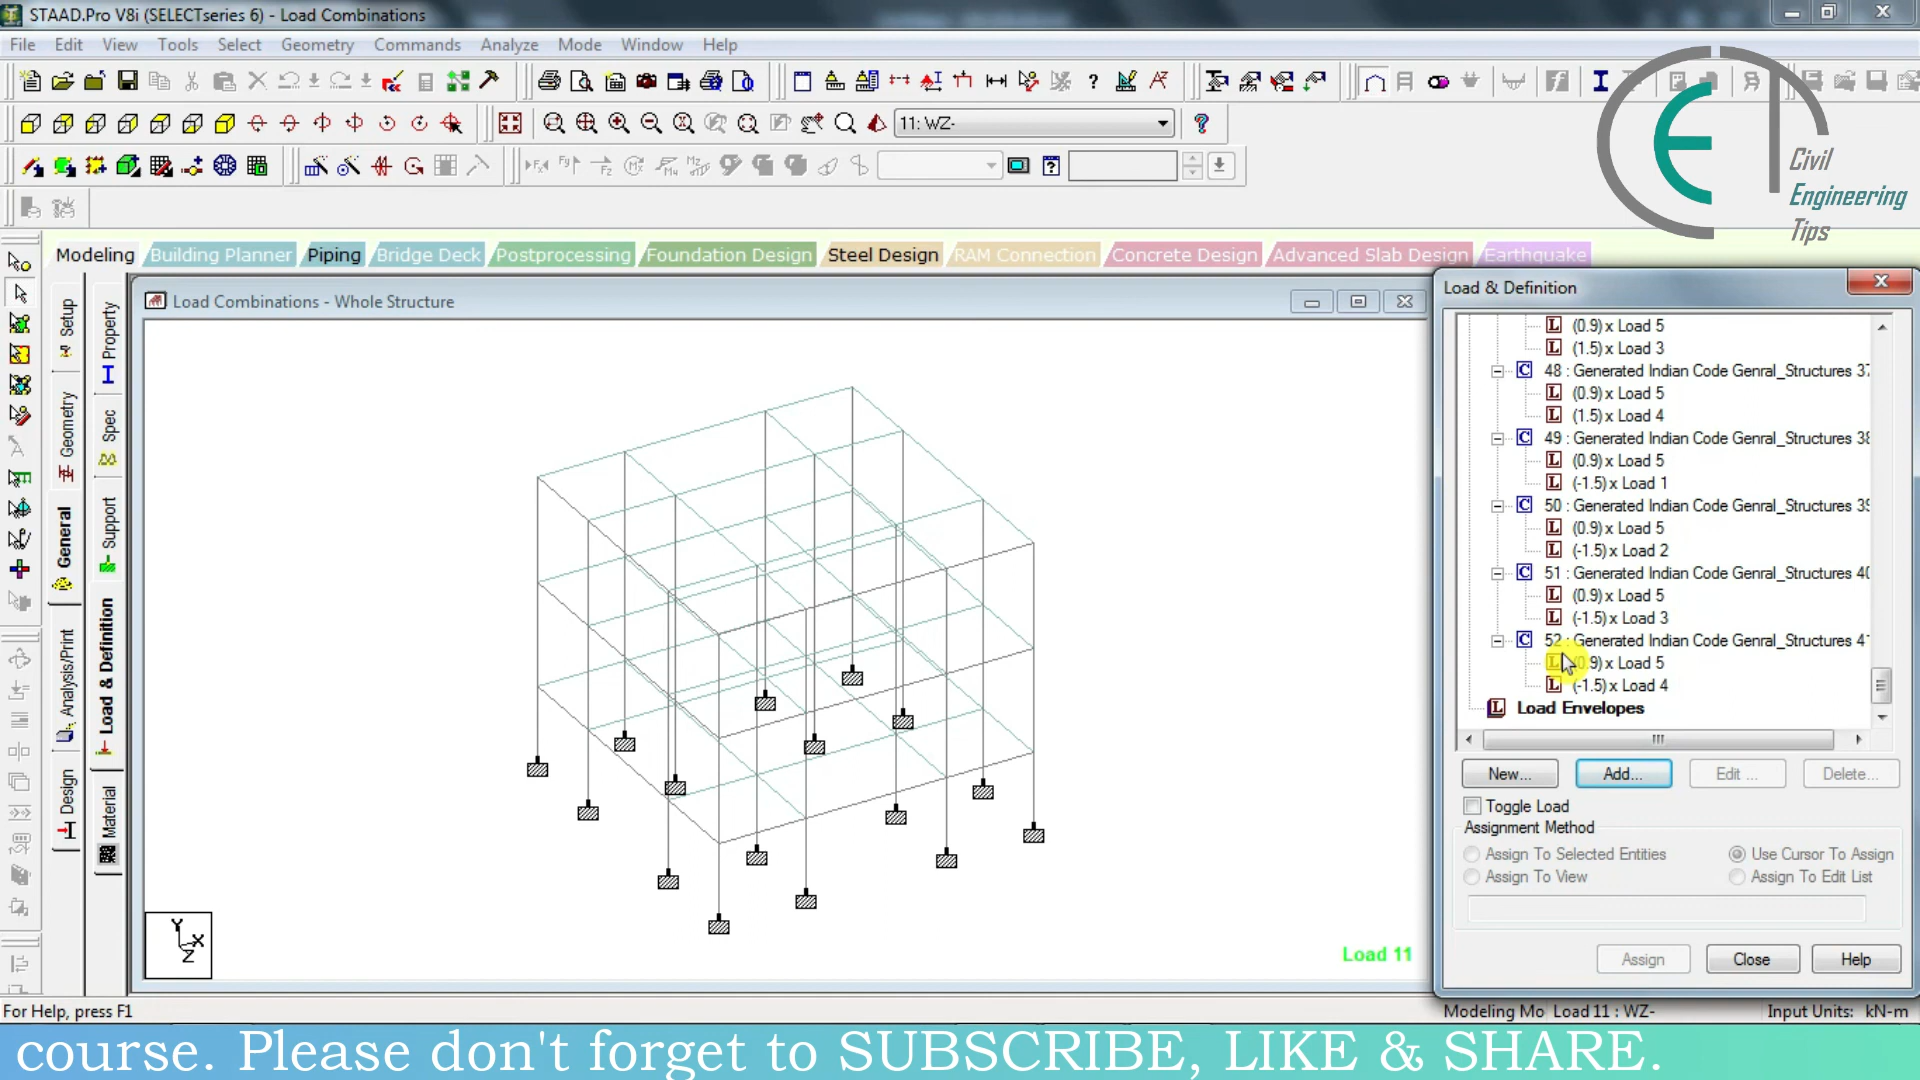 STAAD.Pro V8i (SELECTseries 6) - Load Combinations
File Edit View Tools Select Geometry Commands Analyze Mode Window Help
11: WZ-
Civil
Engineering
Tips
Modeling Building Planner Piping Bridge Deck Postprocessing Foundation Design Steel Design RAM Connection Concrete Design Advanced Slab Design Earthquake
Setup
Geometry
General
Analysis/Print
Design
Property
Spec
Support
Load & Definition
Material
Load Combinations - Whole Structure
Y
X
Z
Load 11
Load & Definition
(0.9) x Load 5
(1.5) x Load 3
48 : Generated Indian Code Genral_Structures 37
(0.9) x Load 5
(1.5) x Load 4
49 : Generated Indian Code Genral_Structures 38
(0.9) x Load 5
(-1.5) x Load 1
50 : Generated Indian Code Genral_Structures 39
(0.9) x Load 5
(-1.5) x Load 2
51 : Generated Indian Code Genral_Structures 40
(0.9) x Load 5
(-1.5) x Load 3
52 : Generated Indian Code Genral_Structures 41
(0.9) x Load 5
(-1.5) x Load 4
Load Envelopes
New... Add... Edit ... Delete...
Toggle Load
Assignment Method
Assign To Selected Entities Use Cursor To Assign
Assign To View Assign To Edit List
Assign Close Help
For Help, press F1
Modeling Mo Load 11 : WZ- Input Units: kN-m
course. Please don't forget to SUBSCRIBE, LIKE & SHARE.